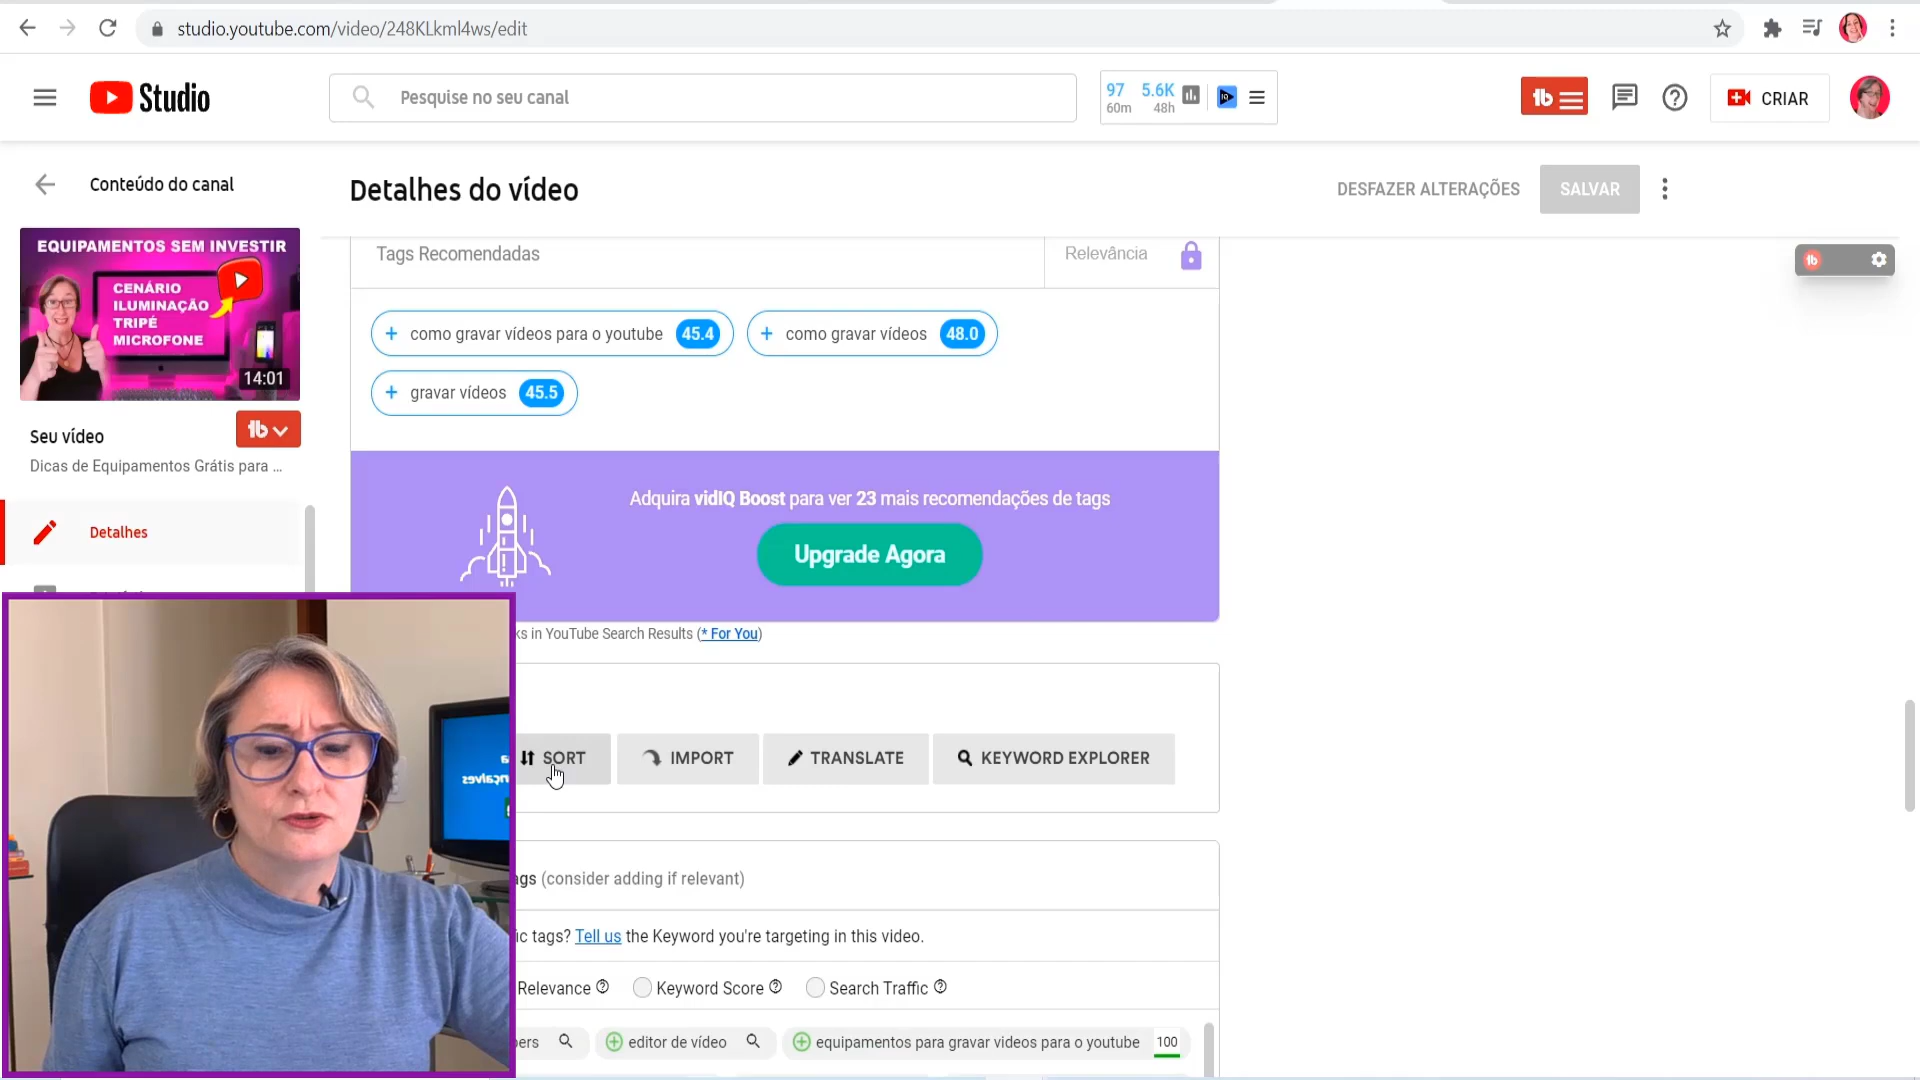 studio.youtube.com/video/248KLkml4ws/edit
Studio
Pesquise no seu canal
97
60m
5.6K
48h
CRIAR
Conteúdo do canal
EQUIPAMENTOS SEM INVESTIR
CENÁRIO
ILUMINAÇÃO
TRIPÉ
MICROFONE
14:01
Seu vídeo
Dicas de Equipamentos Grátis para ...
Detalhes
Detalhes do vídeo
DESFAZER ALTERAÇÕES
SALVAR
Tags Recomendadas
Relevância
como gravar vídeos para o youtube 45.4
como gravar vídeos 48.0
gravar vídeos 45.5
Adquira vidIQ Boost para ver 23 mais recomendações de tags
Upgrade Agora
ks in YouTube Search Results (* For You)
SORT
IMPORT
TRANSLATE
KEYWORD EXPLORER
ags (consider adding if relevant)
ic tags? Tell us the Keyword you're targeting in this video.
Relevance
Keyword Score
Search Traffic
bers
editor de vídeo
equipamentos para gravar videos para o youtube 100